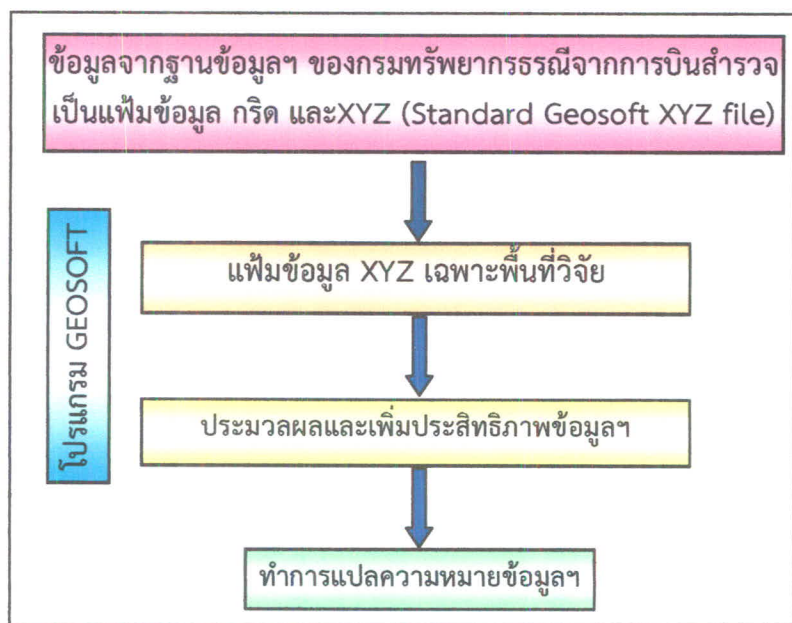 ข้อมูลจากฐานข้อมูลฯ ของกรมทรัพยากรธรณีจากการบินสำรวจ
เป็นแฟ้มข้อมูล กริด และXYZ (Standard Geosoft XYZ file)
โปรแกรม GEOSOFT
แฟ้มข้อมูล XYZ เฉพาะพื้นที่วิจัย
ประมวลผลและเพิ่มประสิทธิภาพข้อมูลฯ
ทำการแปลความหมายข้อมูลฯ